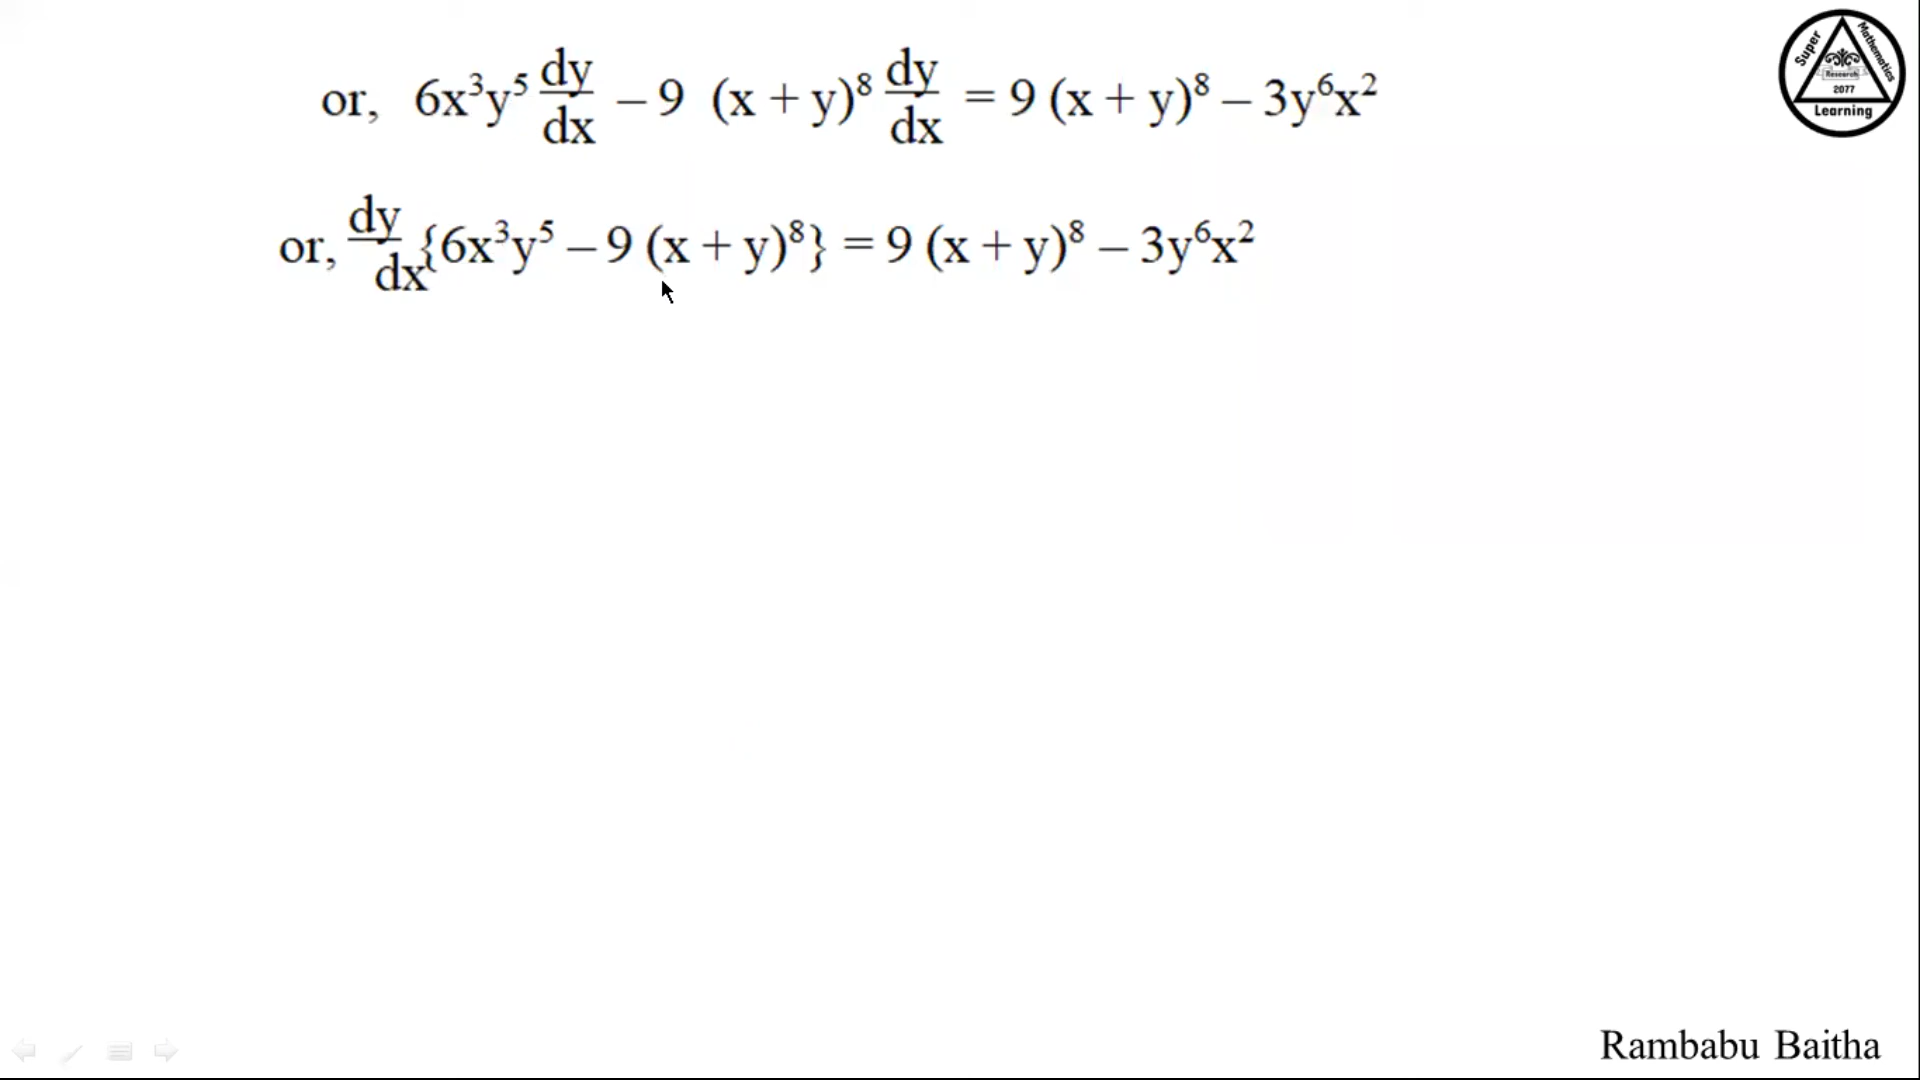 or, 6x³y⁵ dy/dx – 9 (x + y)⁸ dy/dx = 9 (x + y)⁸ – 3y⁶x²
or, dy/dx {6x³y⁵ – 9 (x + y)⁸} = 9 (x + y)⁸ – 3y⁶x²
Super Mathematics
Research
2077
Learning
Rambabu Baitha